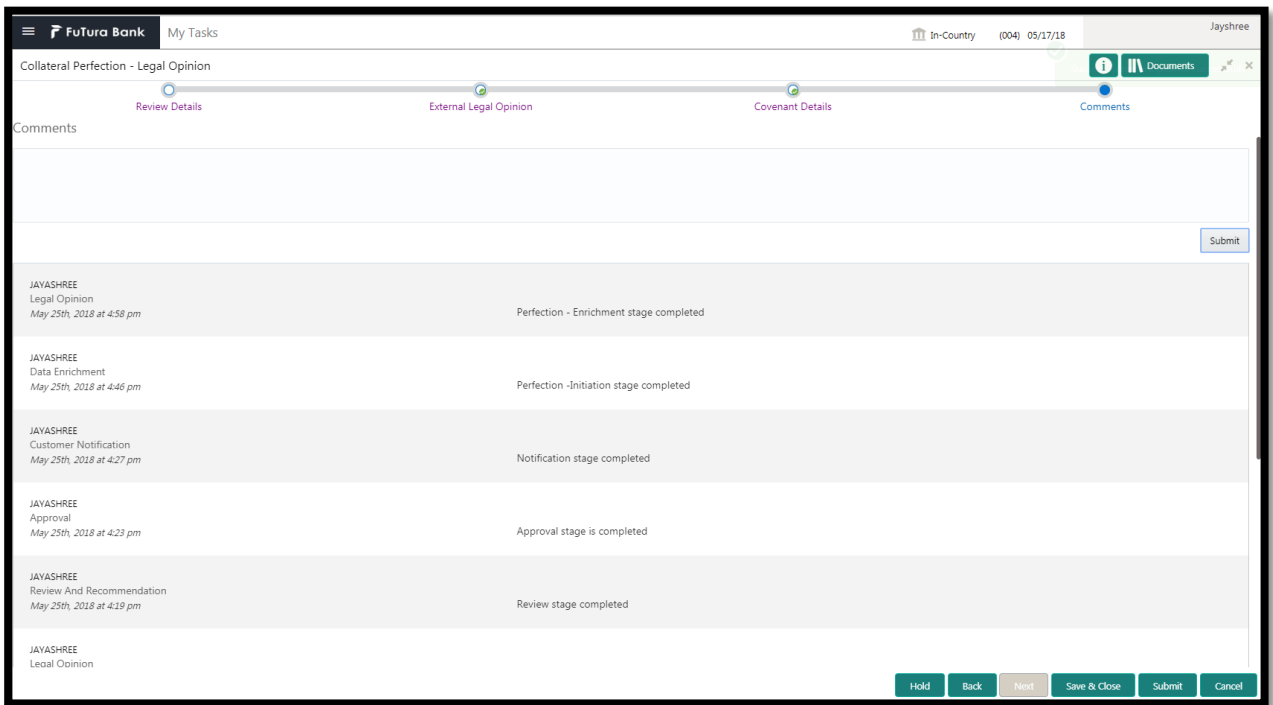 FuTura Bank My Tasks In-Country (004) 05/17/18 Jayshree
Collateral Perfection - Legal Opinion Documents
Review Details External Legal Opinion Covenant Details Comments
Comments
Submit
JAYASHREE
Legal Opinion
May 25th, 2018 at 4:58 pm Perfection - Enrichment stage completed
JAYASHREE
Data Enrichment
May 25th, 2018 at 4:46 pm Perfection -Initiation stage completed
JAYASHREE
Customer Notification
May 25th, 2018 at 4:27 pm Notification stage completed
JAYASHREE
Approval
May 25th, 2018 at 4:23 pm Approval stage is completed
JAYASHREE
Review And Recommendation
May 25th, 2018 at 4:19 pm Review stage completed
JAYASHREE
Legal Opinion
Hold Back Next Save & Close Submit Cancel